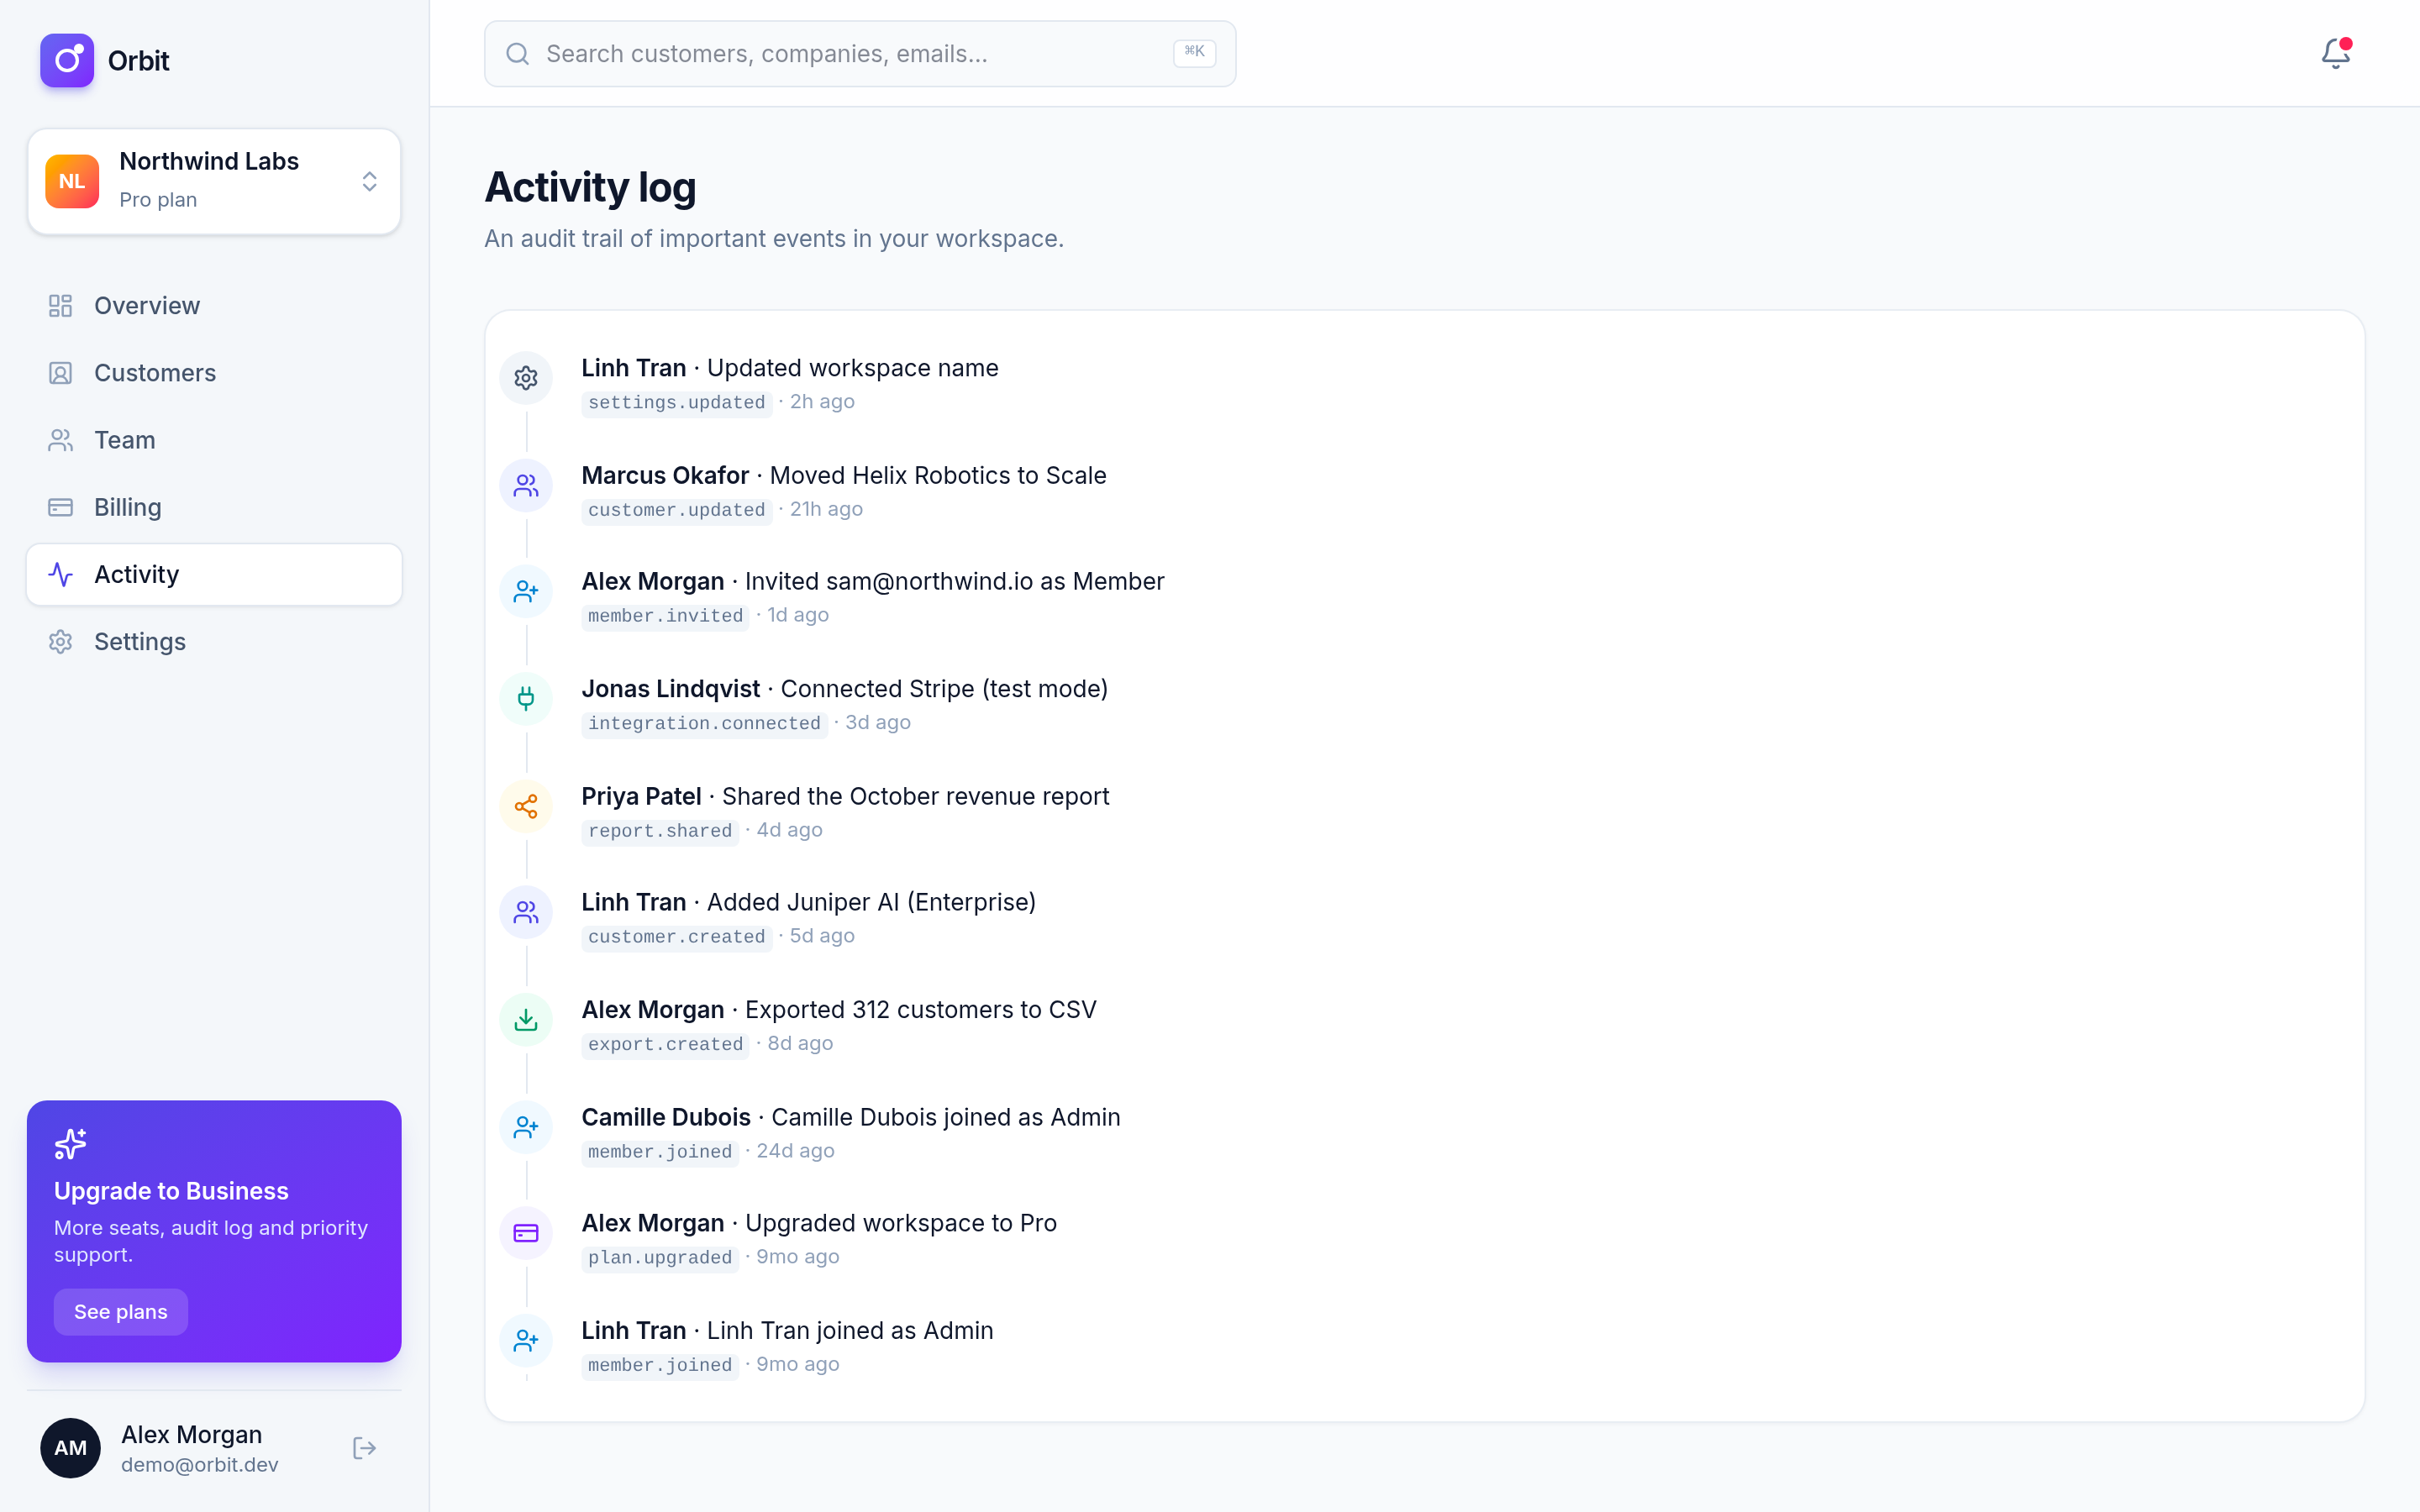 Orbit
NL
Northwind Labs
Pro plan
Overview
Customers
Team
Billing
Activity
Settings
Upgrade to Business
More seats, audit log and priority
support.
See plans
AM
Alex Morgan
demo@orbit.dev
Search customers, companies, emails...
⌘K
Activity log
An audit trail of important events in your workspace.
Linh Tran · Updated workspace name
settings.updated · 2h ago
Marcus Okafor · Moved Helix Robotics to Scale
customer.updated · 21h ago
Alex Morgan · Invited sam@northwind.io as Member
member.invited · 1d ago
Jonas Lindqvist · Connected Stripe (test mode)
integration.connected · 3d ago
Priya Patel · Shared the October revenue report
report.shared · 4d ago
Linh Tran · Added Juniper AI (Enterprise)
customer.created · 5d ago
Alex Morgan · Exported 312 customers to CSV
export.created · 8d ago
Camille Dubois · Camille Dubois joined as Admin
member.joined · 24d ago
Alex Morgan · Upgraded workspace to Pro
plan.upgraded · 9mo ago
Linh Tran · Linh Tran joined as Admin
member.joined · 9mo ago